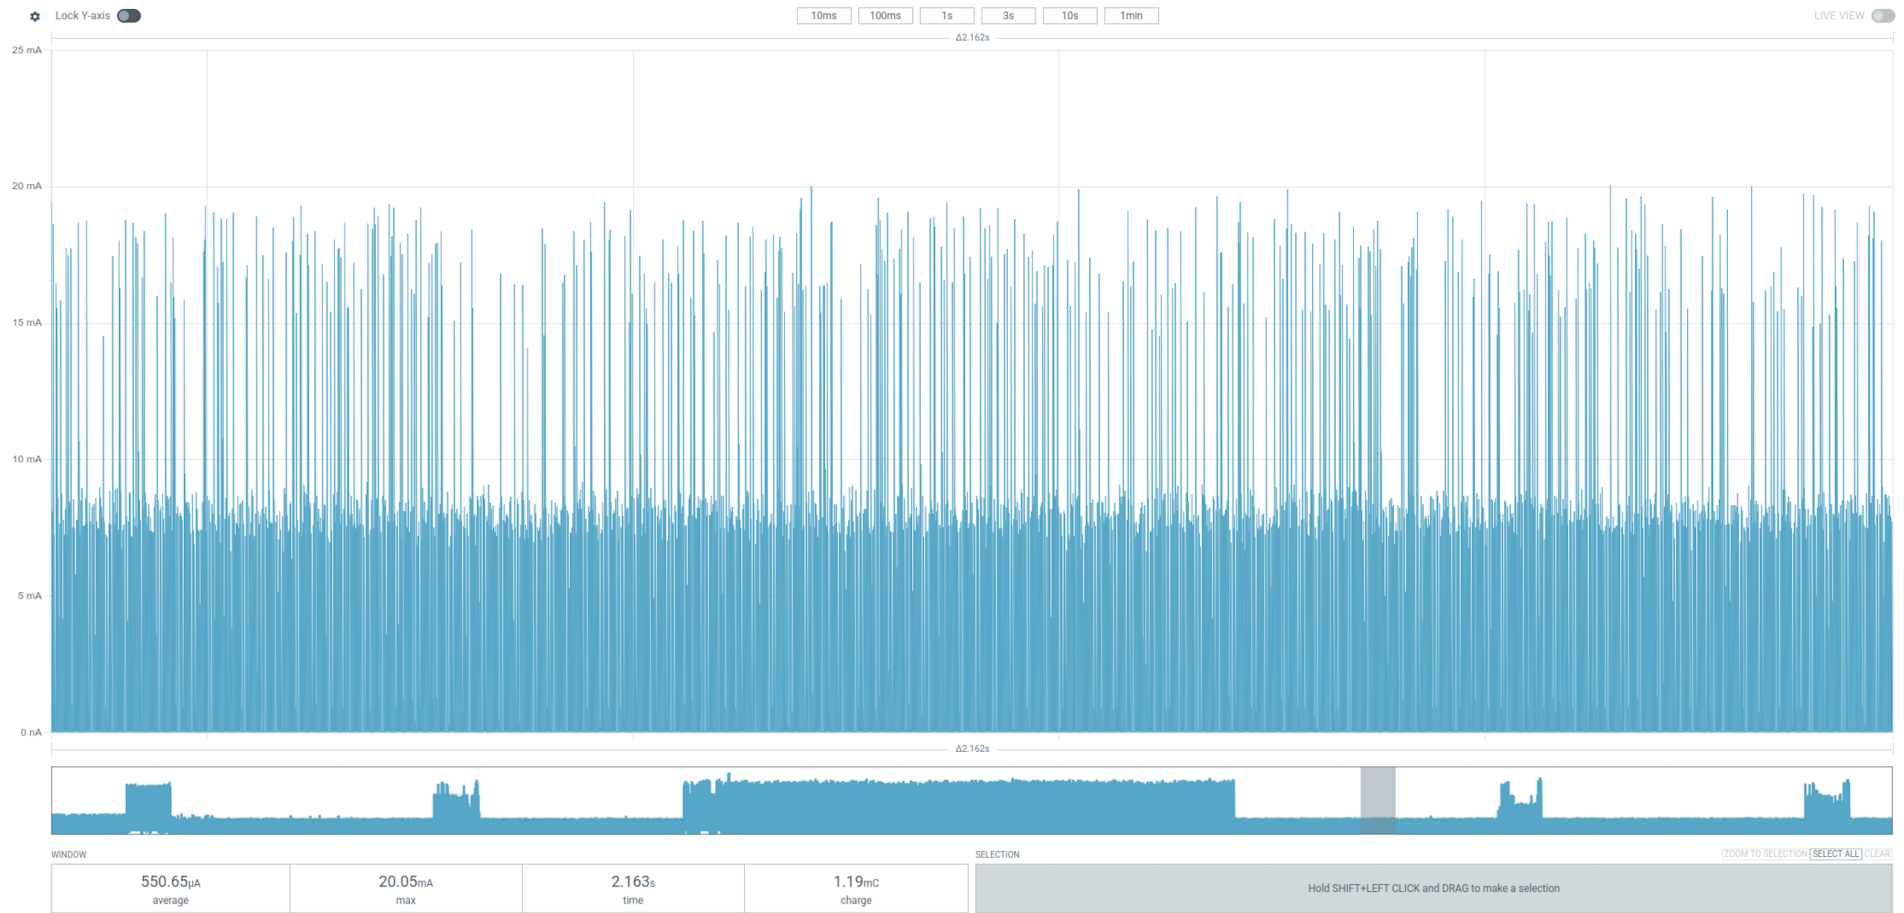 Lock Y-axis 10ms 100ms 1s 3s 10s 1min LIVE VIEW
Δ2.162s
25 mA
20 mA
15 mA
10 mA
5 mA
0 nA
Δ2.162s
WINDOW
550.65μA 20.05mA 2.163s 1.19mC
average max time charge
SELECTION ZOOM TO SELECTION SELECT ALL CLEAR
Hold SHIFT+LEFT CLICK and DRAG to make a selection